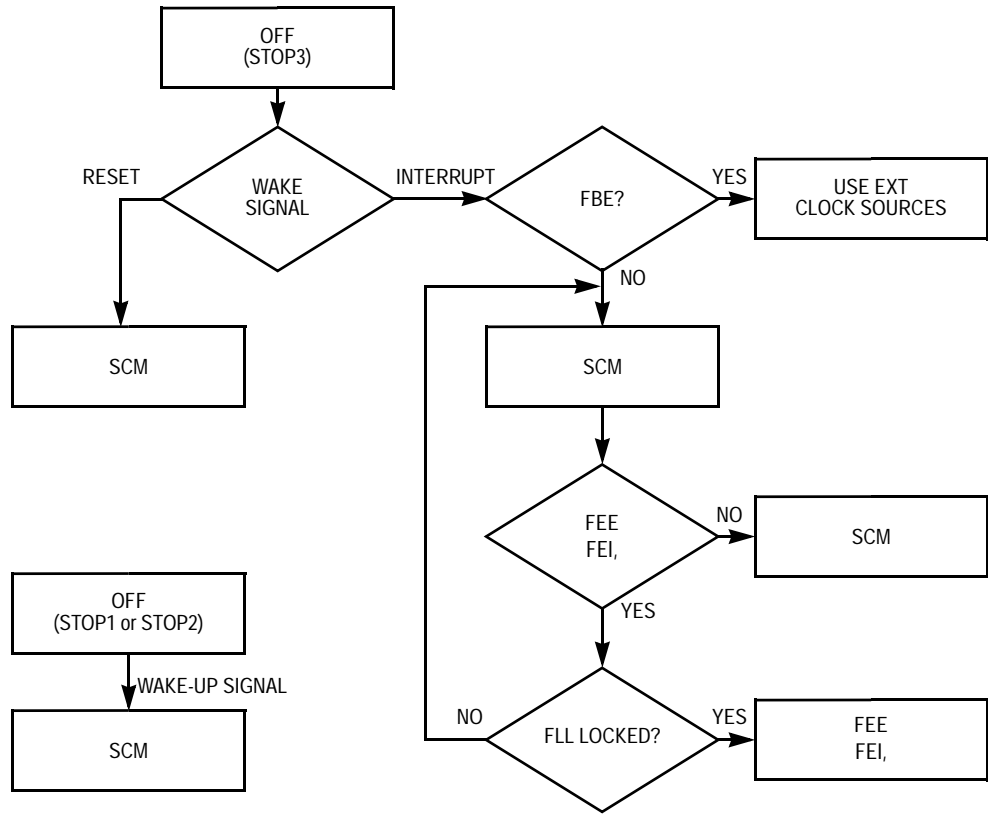 OFF
(STOP3)
RESET
WAKE
SIGNAL
INTERRUPT
FBE?
YES
USE EXT
CLOCK SOURCES
NO
SCM
SCM
FEE
FEI,
NO
SCM
YES
OFF
(STOP1 or STOP2)
WAKE-UP SIGNAL
SCM
NO
FLL LOCKED?
YES
FEE
FEI,